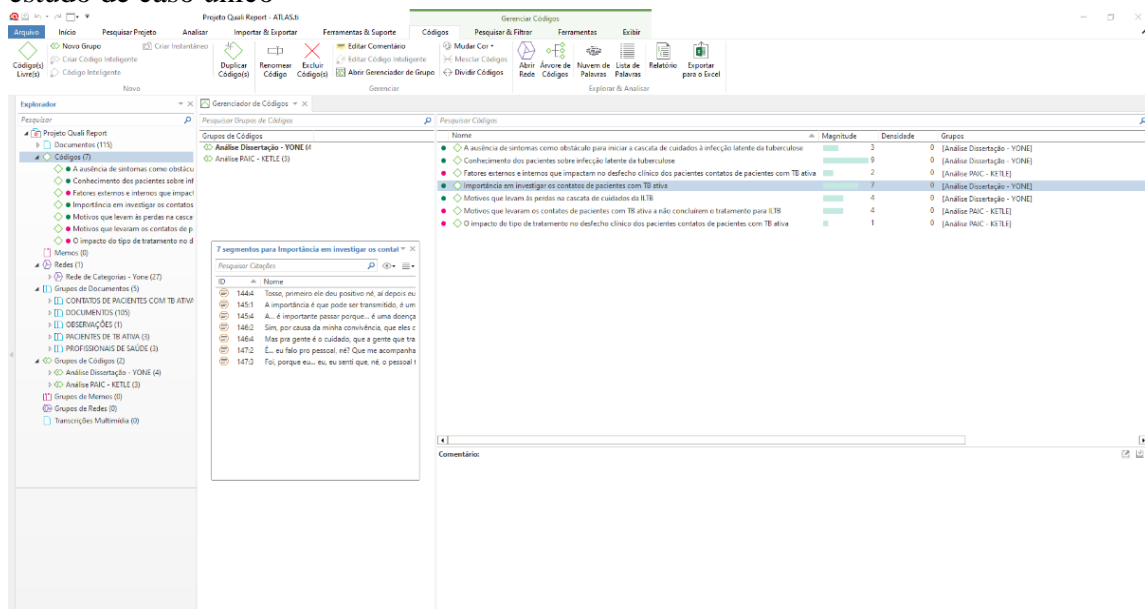 estudo de caso único
Projeto Quali Report - ATLAS.ti
Gerenciar Códigos
Arquivo Início Pesquisar Projeto Analisar Importar & Exportar Ferramentas & Suporte Códigos Pesquisar & Filtrar Ferramentas Exibir
Código(s) Livre(s)
Novo Grupo
Criar Código Inteligente
Código Inteligente
Criar Instantâneo
Novo
Duplicar Código(s)
Renomear Código
Excluir Código(s)
Editar Comentário
Editar Código Inteligente
Abrir Gerenciador de Grupo
Gerenciar
Mudar Cor
Mesclar Códigos
Dividir Códigos
Abrir Rede
Árvore de Códigos
Nuvem de Palavras
Lista de Palavras
Relatório
Exportar para o Excel
Explorar & Analisar
Explorador
Pesquisar
Projeto Quali Report
Documentos (115)
Códigos (7)
A ausência de sintomas como obstácu
Conhecimento dos pacientes sobre inf
Fatores externos e internos que impact
Importância em investigar os contatos
Motivos que levam às perdas na casca
Motivos que levaram os contatos de p
O impacto do tipo de tratamento no d
Memos (0)
Redes (1)
Rede de Categorias - Yone (27)
Grupos de Documentos (5)
CONTATOS DE PACIENTES COM TB ATIVA
DOCUMENTOS (105)
OBSERVAÇÕES (1)
PACIENTES DE TB ATIVA (3)
PROFISSIONAIS DE SAÚDE (3)
Grupos de Códigos (2)
Análise Dissertação - YONE (4)
Análise PAIC - KETLE (3)
Grupos de Memos (0)
Grupos de Redes (0)
Transcrições Multimídia (0)
Gerenciador de Códigos
Pesquisar Grupos de Códigos
Grupos de Códigos
Análise Dissertação - YONE (4
Análise PAIC - KETLE (3)
7 segmentos para Importância em investigar os contat
Pesquisar Citações
ID Nome
144:4 Tosse, primeiro ele deu positivo né, aí depois eu
145:1 A importância é que pode ser transmitido, é um
145:4 A... é importante passar porque... é uma doença
146:2 Sim, por causa da minha convivência, que eles c
146:4 Mas pra gente é o cuidado, que a gente que tra
147:2 É... eu falo pro pessoal, né? Que me acompanha
147:3 Foi, porque eu... eu, eu senti que, né, o pessoal t
Pesquisar Códigos
Nome Magnitude Densidade Grupos
A ausência de sintomas como obstáculo para iniciar a cascata de cuidados à infecção latente da tuberculose 3 0 [Análise Dissertação - YONE]
Conhecimento dos pacientes sobre infecção latente da tuberculose 9 0 [Análise Dissertação - YONE]
Fatores externos e internos que impactam no desfecho clínico dos pacientes contatos de pacientes com TB ativa 2 0 [Análise PAIC - KETLE]
Importância em investigar os contatos de pacientes com TB ativa 7 0 [Análise Dissertação - YONE]
Motivos que levam às perdas na cascata de cuidados da ILTB 4 0 [Análise Dissertação - YONE]
Motivos que levaram os contatos de pacientes com TB ativa a não concluírem o tratamento para ILTB 4 0 [Análise PAIC - KETLE]
O impacto do tipo de tratamento no desfecho clínico dos pacientes contatos de pacientes com TB ativa 1 0 [Análise PAIC - KETLE]
Comentário: